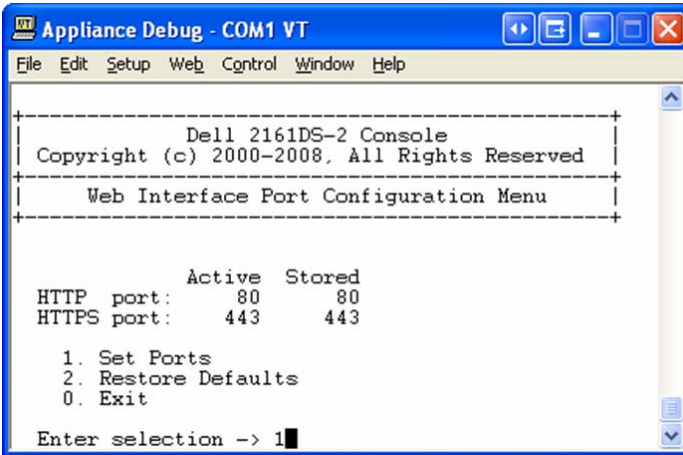 Appliance Debug - COM1 VT
File Edit Setup Web Control Window Help
Dell 2161DS-2 Console
Copyright (c) 2000-2008, All Rights Reserved
Web Interface Port Configuration Menu
Active Stored
HTTP port: 80 80
HTTPS port: 443 443
1. Set Ports
2. Restore Defaults
0. Exit
Enter selection -> 1